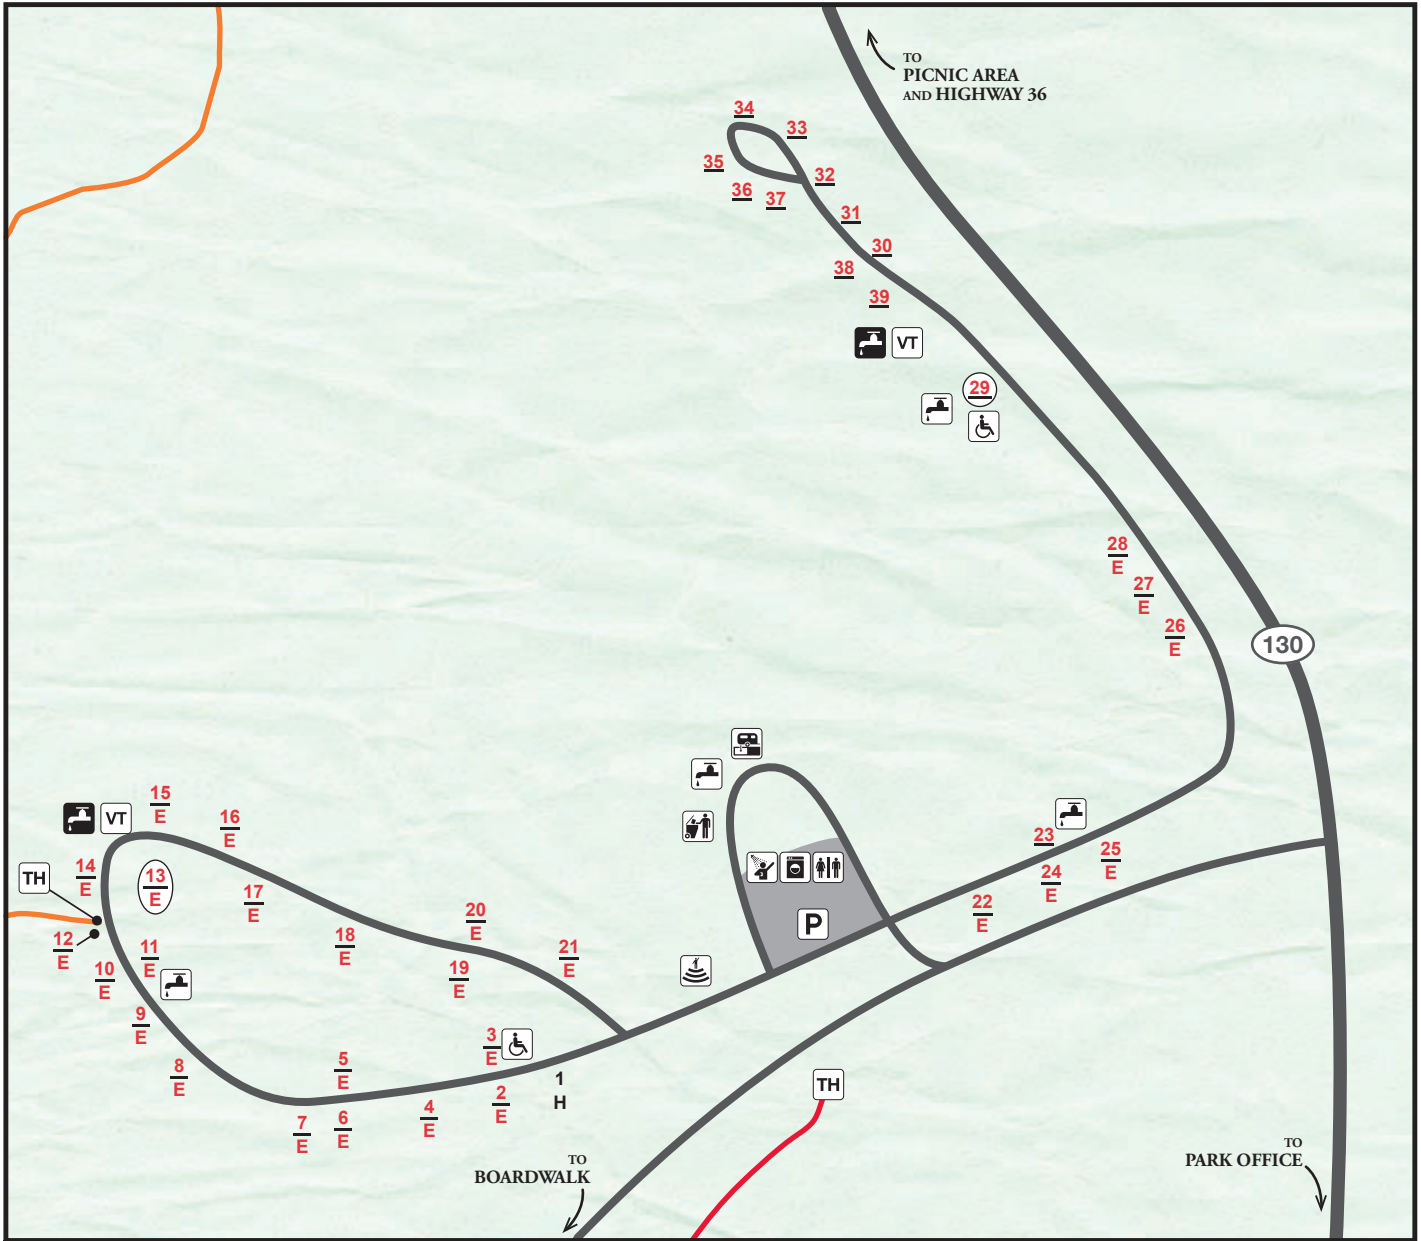 TO
PICNIC AREA
AND HIGHWAY 36
34
33
35
32
36
37
31
30
38
39
VT
29
28
E
27
E
26
E
130
15
E
VT
16
E
23
14
E
TH
13
E
25
E
24
E
17
E
22
E
20
E
P
12
E
11
E
18
E
21
E
10
E
19
E
9
E
3
E
8
E
5
E
1
H
TH
2
E
4
E
7
E
6
E
TO
BOARDWALK
TO
PARK OFFICE